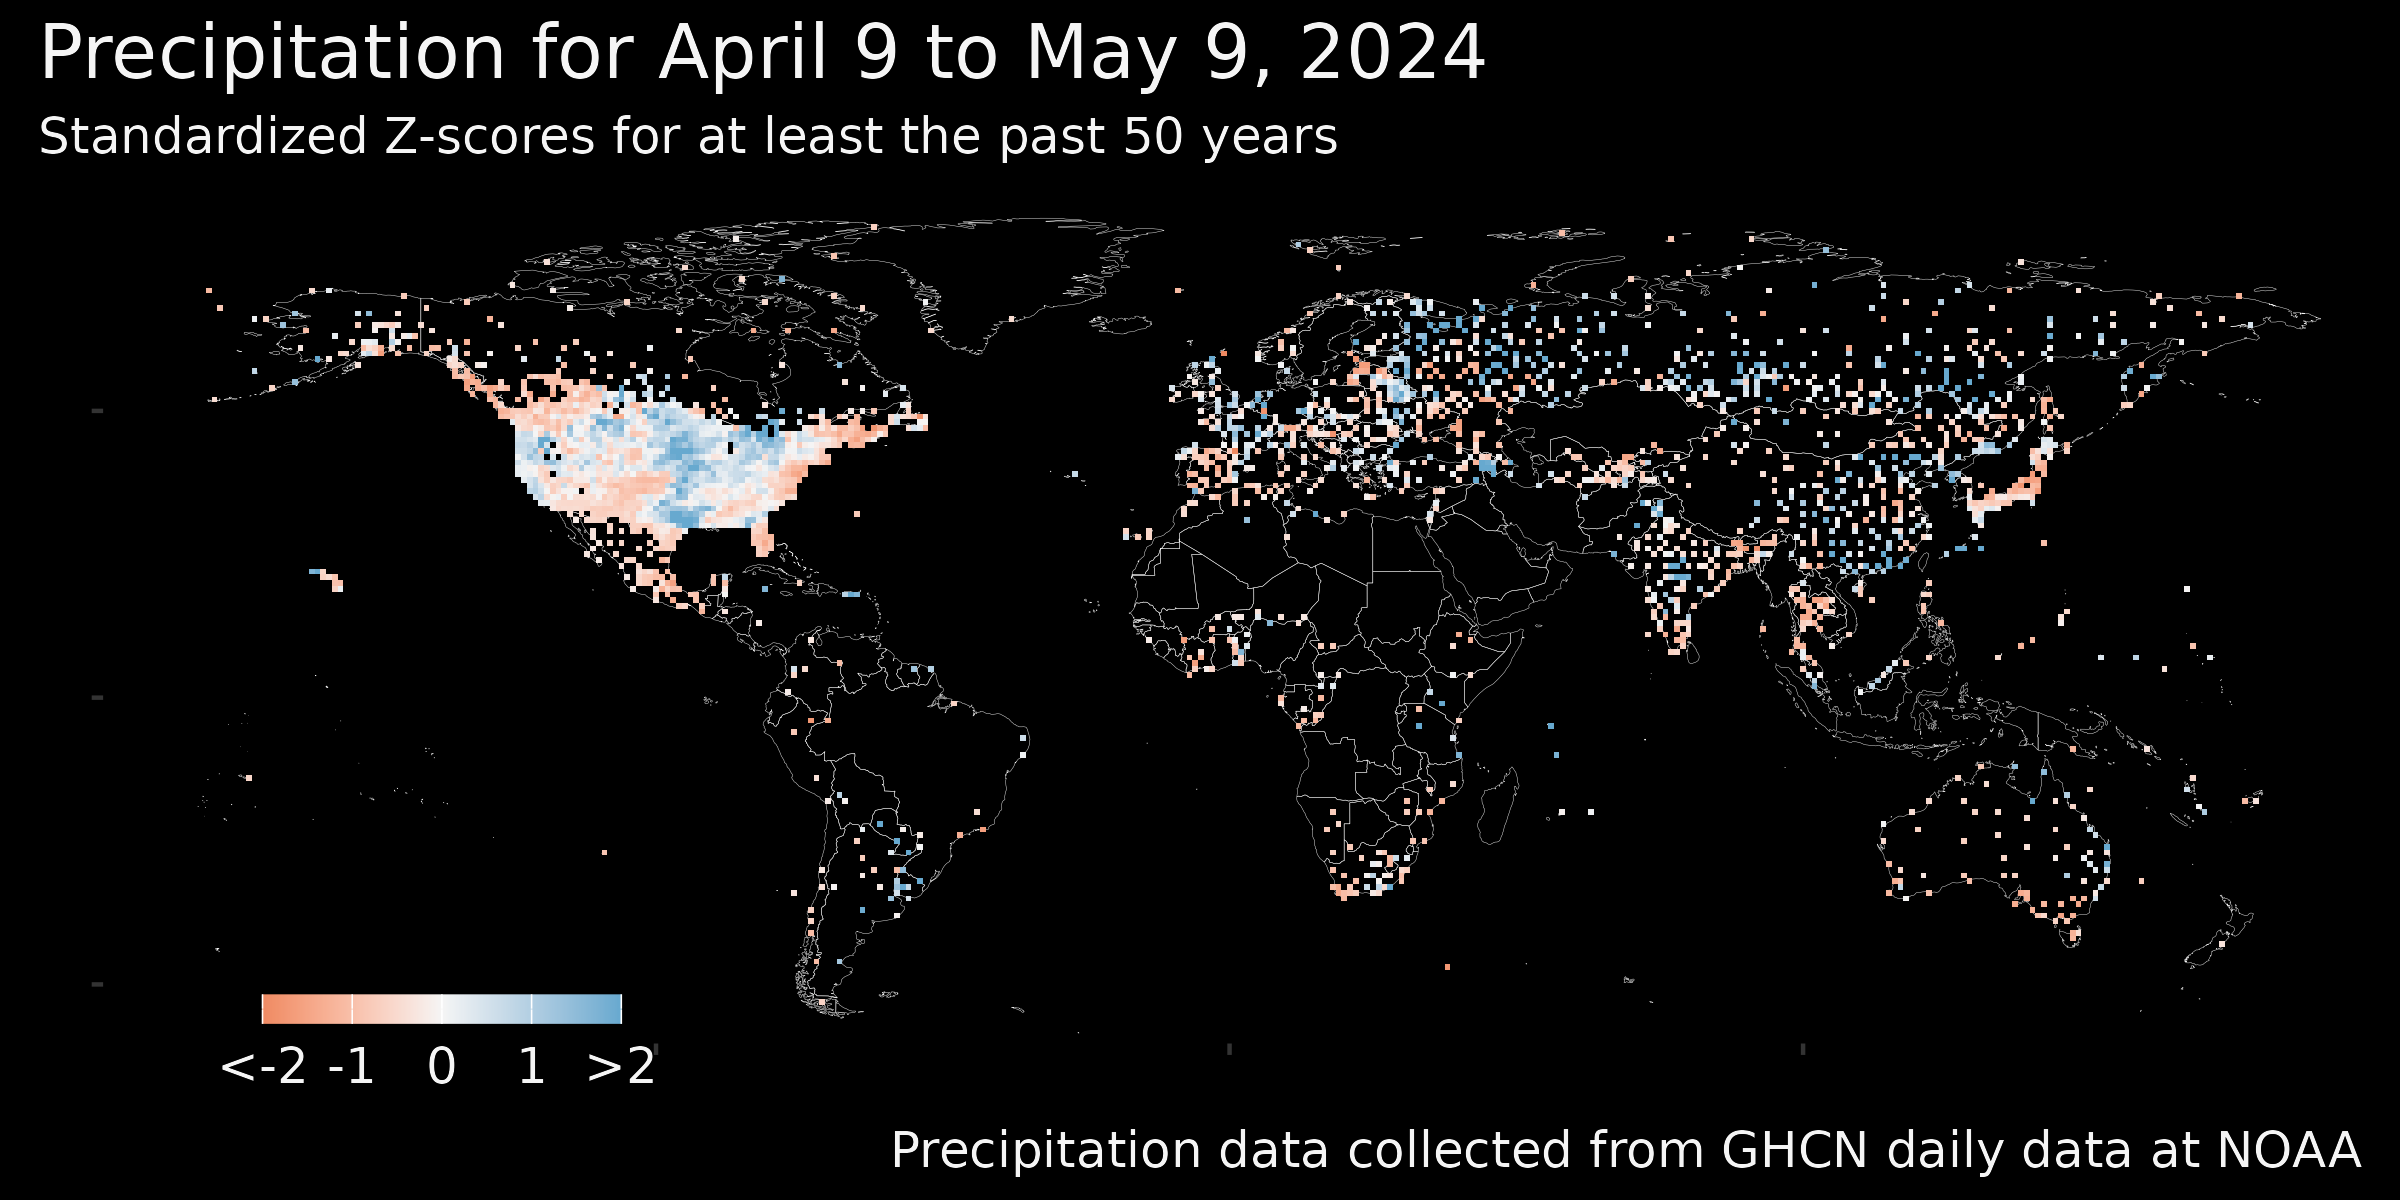 Precipitation for April 9 to May 9, 2024
Standardized Z-scores for at least the past 50 years
<-2 -1 0 1 >2
Precipitation data collected from GHCN daily data at NOAA